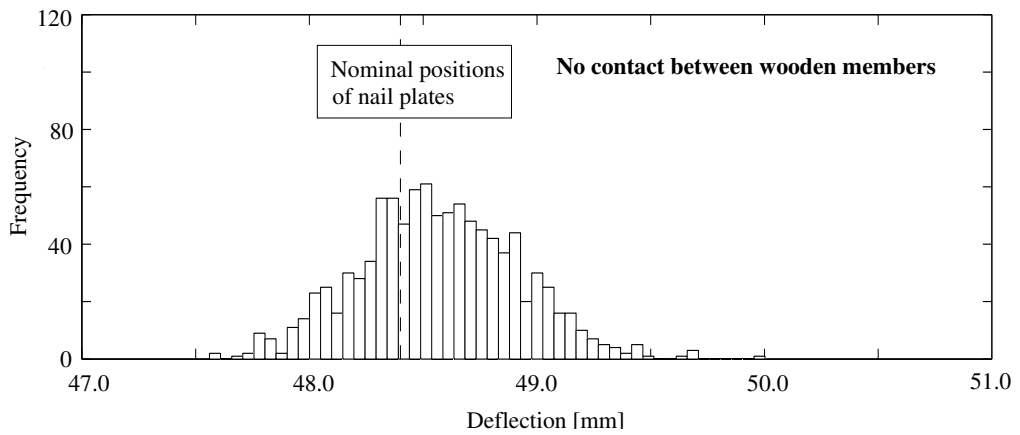 120
80
40
0
Frequency
Nominal positions
of nail plates
No contact between wooden members
47.0
48.0
49.0
50.0
51.0
Deflection [mm]